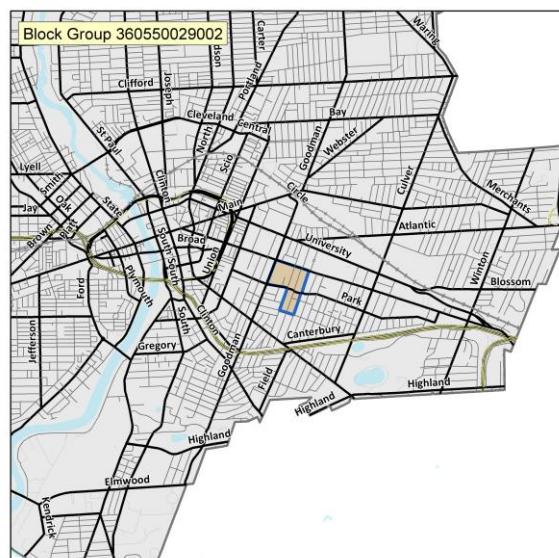 Block Group 360550029002
Waring
Carter
Portland
Hudson
Joseph
Clifford
Bay
Cleveland
Central
North
Webster
Goodman
St Paul
Scio
Lyell
Smith
Clinton
Circle
Culver
Merchants
Jay
Oak
State
Main
Platt
Brown
Broad
University
Atlantic
Union
South
South
Winton
Blossom
Plymouth
Ford
Park
Clinton
South
Canterbury
Jefferson
Gregory
Goodman
Field
Highland
Highland
Highland
Elmwood
Kendrick